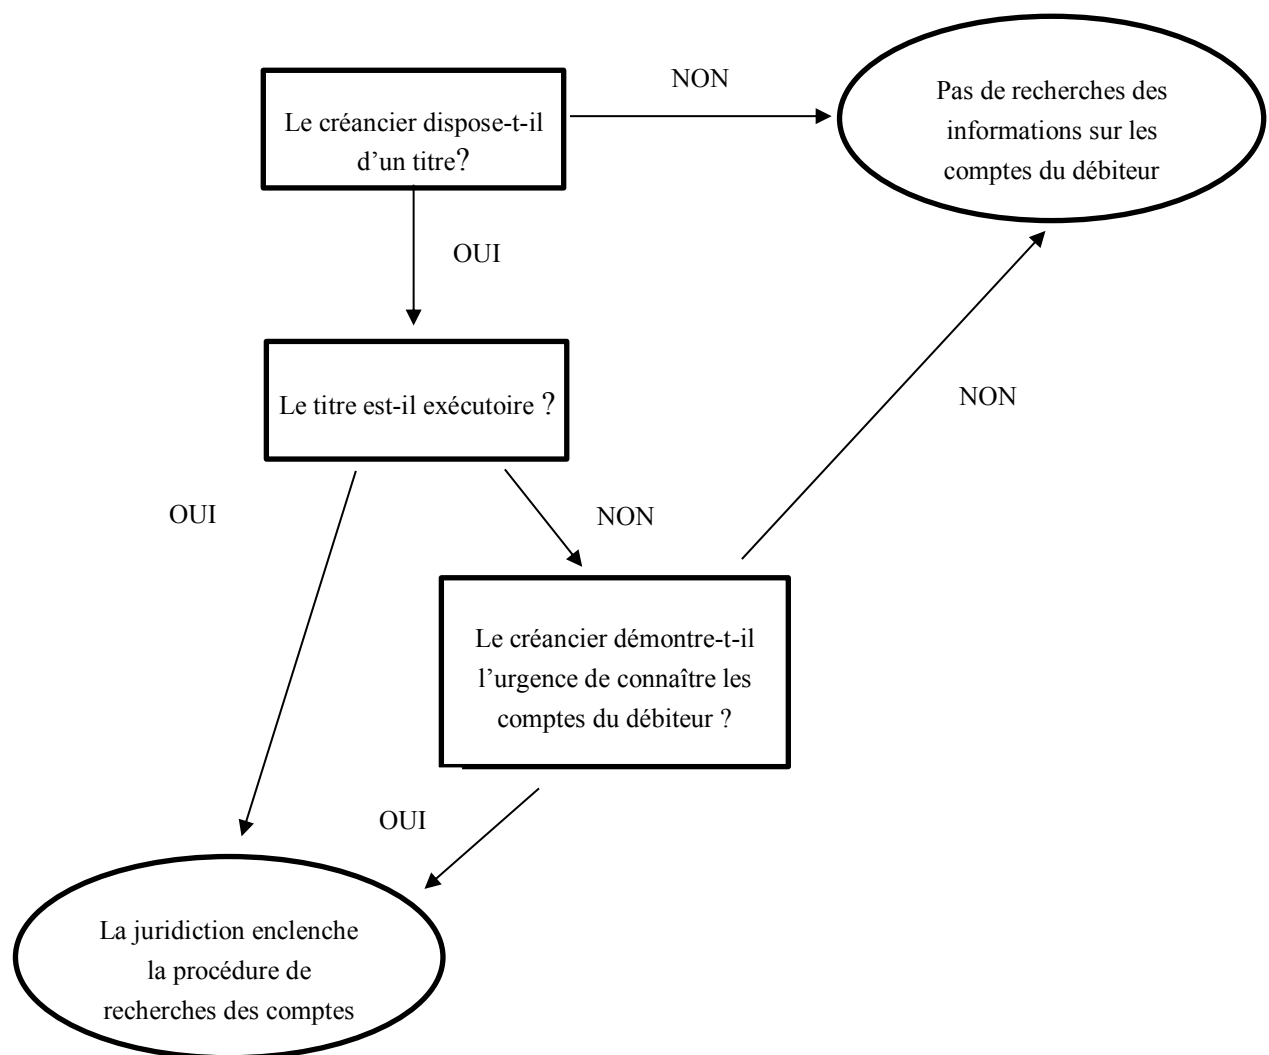 NON
Le créancier dispose-t-il
d’un titre?
Pas de recherches des
informations sur les
comptes du débiteur
OUI
Le titre est-il exécutoire ?
NON
OUI
NON
Le créancier démontre-t-il
l’urgence de connaître les
comptes du débiteur ?
OUI
La juridiction enclenche
la procédure de
recherches des comptes